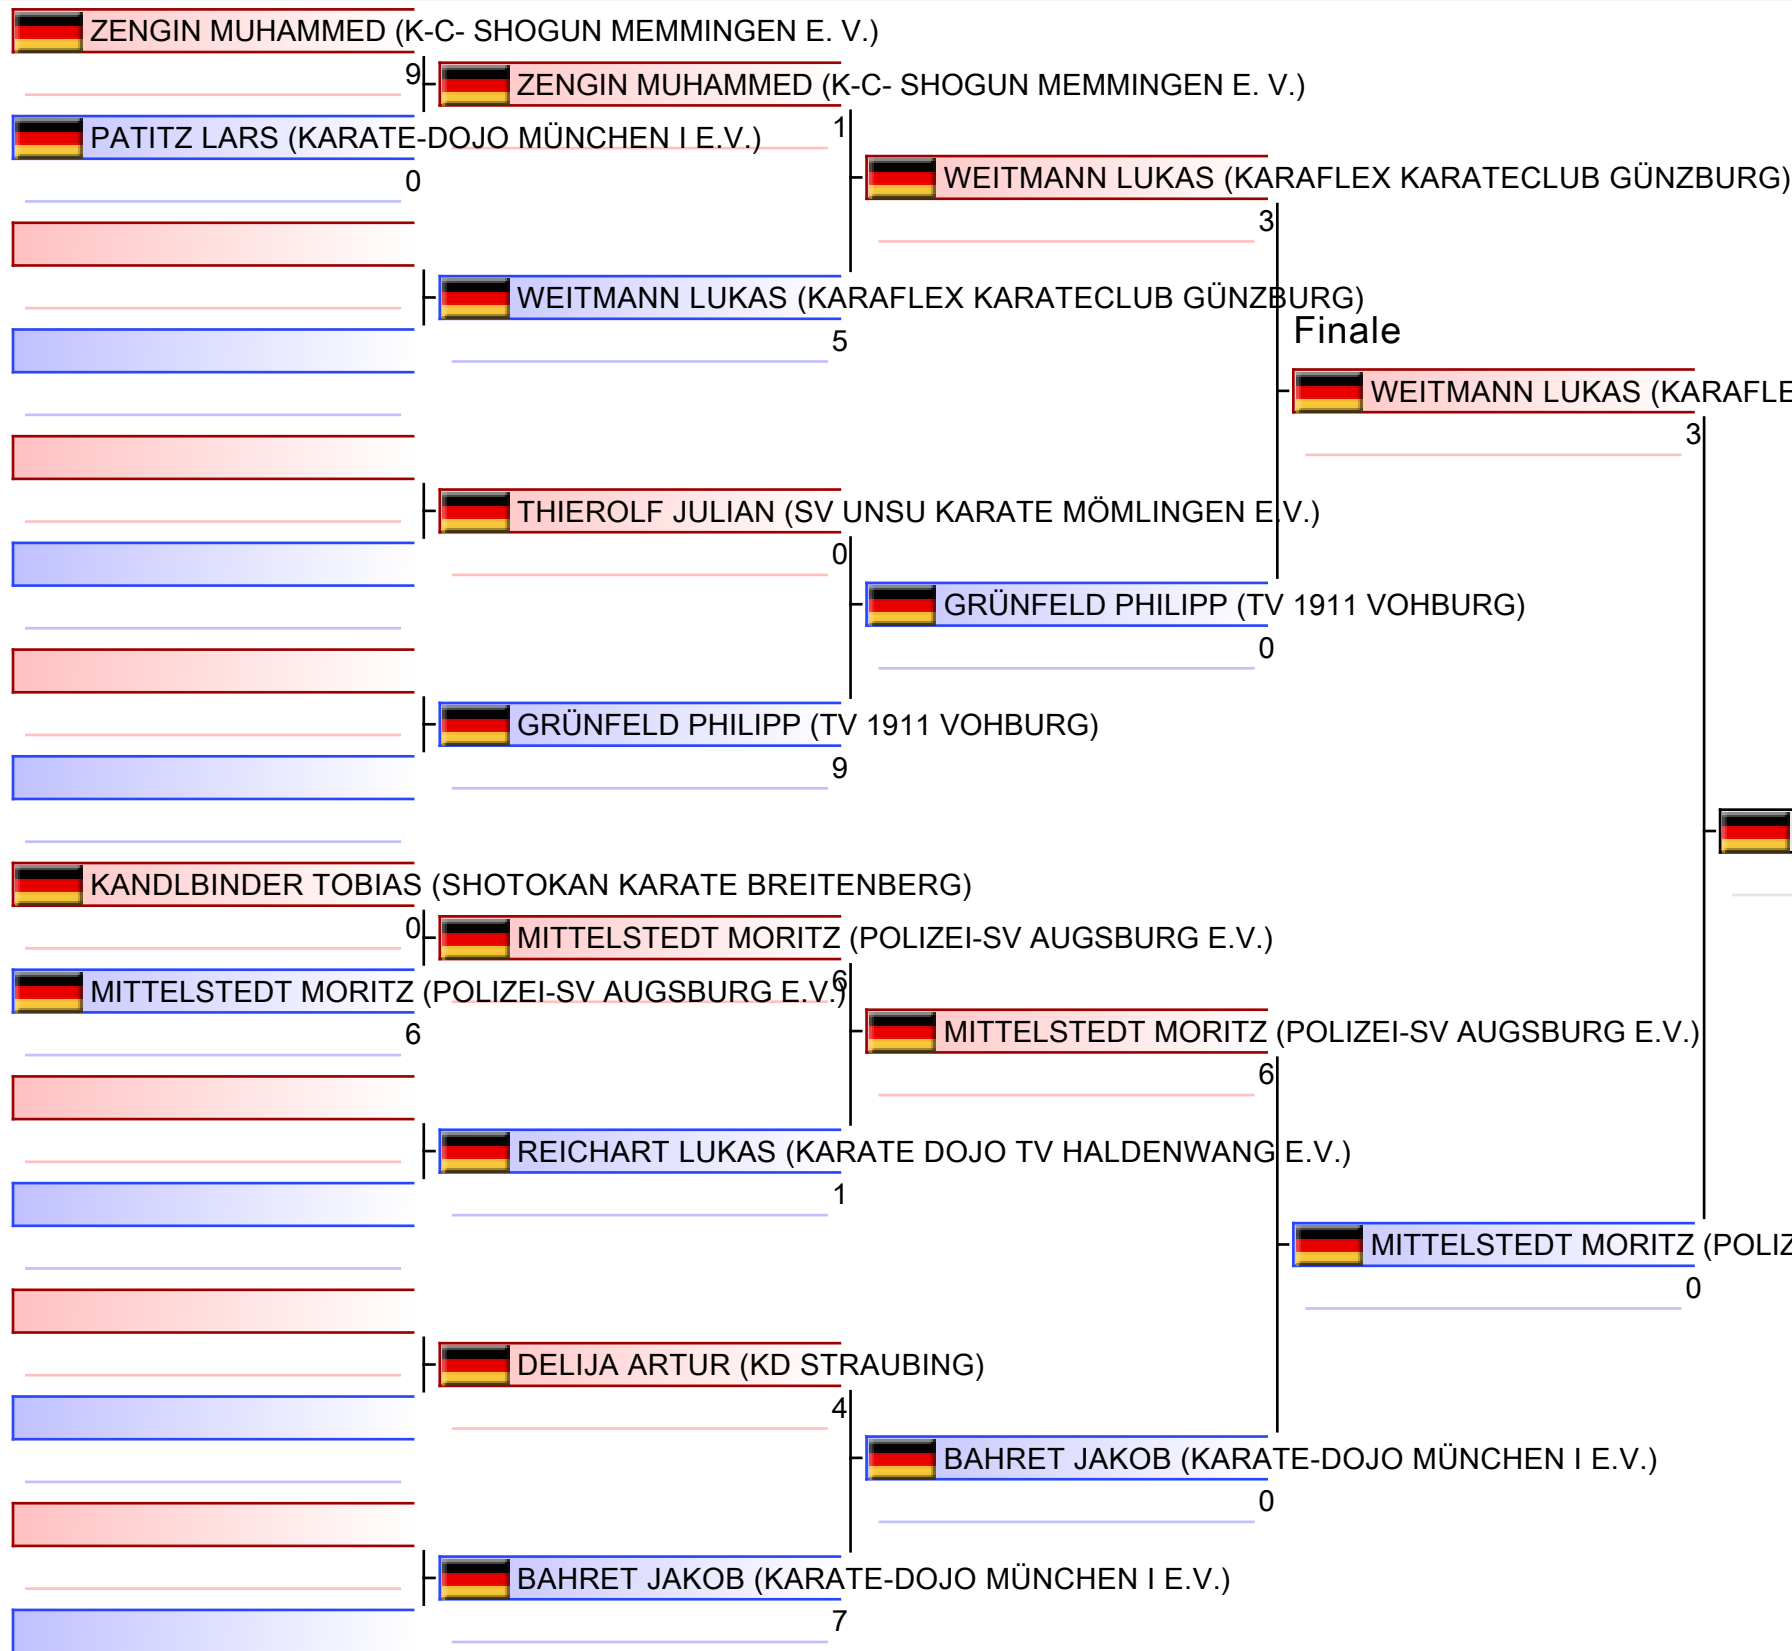 ZENGIN MUHAMMED (K-C- SHOGUN MEMMINGEN E. V.)
9
ZENGIN MUHAMMED (K-C- SHOGUN MEMMINGEN E. V.)
1
PATITZ LARS (KARATE-DOJO MÜNCHEN I E.V.)
0
WEITMANN LUKAS (KARAFLEX KARATECLUB GÜNZBURG)
3
WEITMANN LUKAS (KARAFLEX KARATECLUB GÜNZBURG)
5
Finale
WEITMANN LUKAS (KARAFLE
3
THIEROLF JULIAN (SV UNSU KARATE MÖMLINGEN E.V.)
0
GRÜNFELD PHILIPP (TV 1911 VOHBURG)
0
GRÜNFELD PHILIPP (TV 1911 VOHBURG)
9
KANDLBINDER TOBIAS (SHOTOKAN KARATE BREITENBERG)
0
MITTELSTEDT MORITZ (POLIZEI-SV AUGSBURG E.V.)
6
MITTELSTEDT MORITZ (POLIZEI-SV AUGSBURG E.V.)
6
MITTELSTEDT MORITZ (POLIZEI-SV AUGSBURG E.V.)
6
REICHART LUKAS (KARATE DOJO TV HALDENWANG E.V.)
1
MITTELSTEDT MORITZ (POLIZ
0
DELIJA ARTUR (KD STRAUBING)
4
BAHRET JAKOB (KARATE-DOJO MÜNCHEN I E.V.)
0
BAHRET JAKOB (KARATE-DOJO MÜNCHEN I E.V.)
7